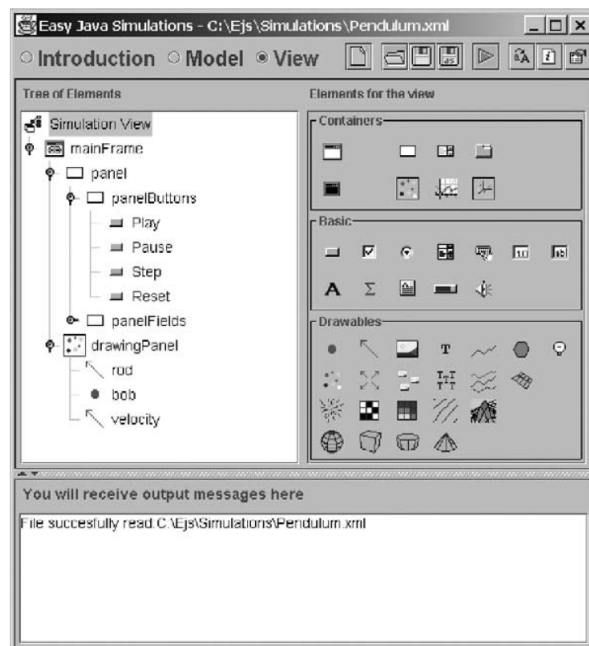 Easy Java Simulations - C:\Ejs\Simulations\Pendulum.xml
Introduction Model View
Tree of Elements
Elements for the view
Simulation View
mainFrame
panel
panelButtons
Play
Pause
Step
Reset
panelFields
drawingPanel
rod
bob
velocity
Containers
Basic
A Σ
Drawables
T
You will receive output messages here
File succesfully read C:\Ejs\Simulations\Pendulum.xml